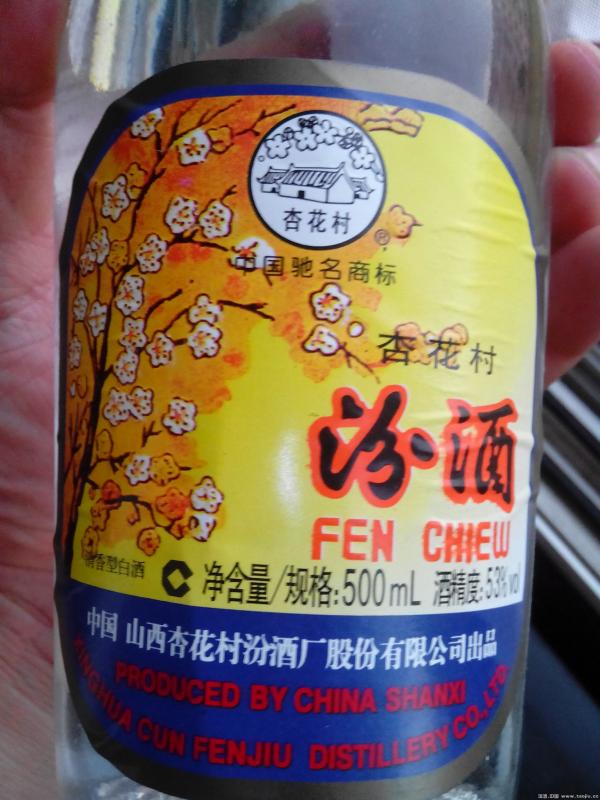 杏花村
®
中国驰名商标
杏花村
汾酒
FEN CHIEW
清香型白酒
净含量/规格:500mL 酒精度:53%vol
中国 山西杏花村汾酒厂股份有限公司出品
PRODUCED BY CHINA SHANXI
XINGHUA CUN FENJIU DISTILLERY CO.,LTD.